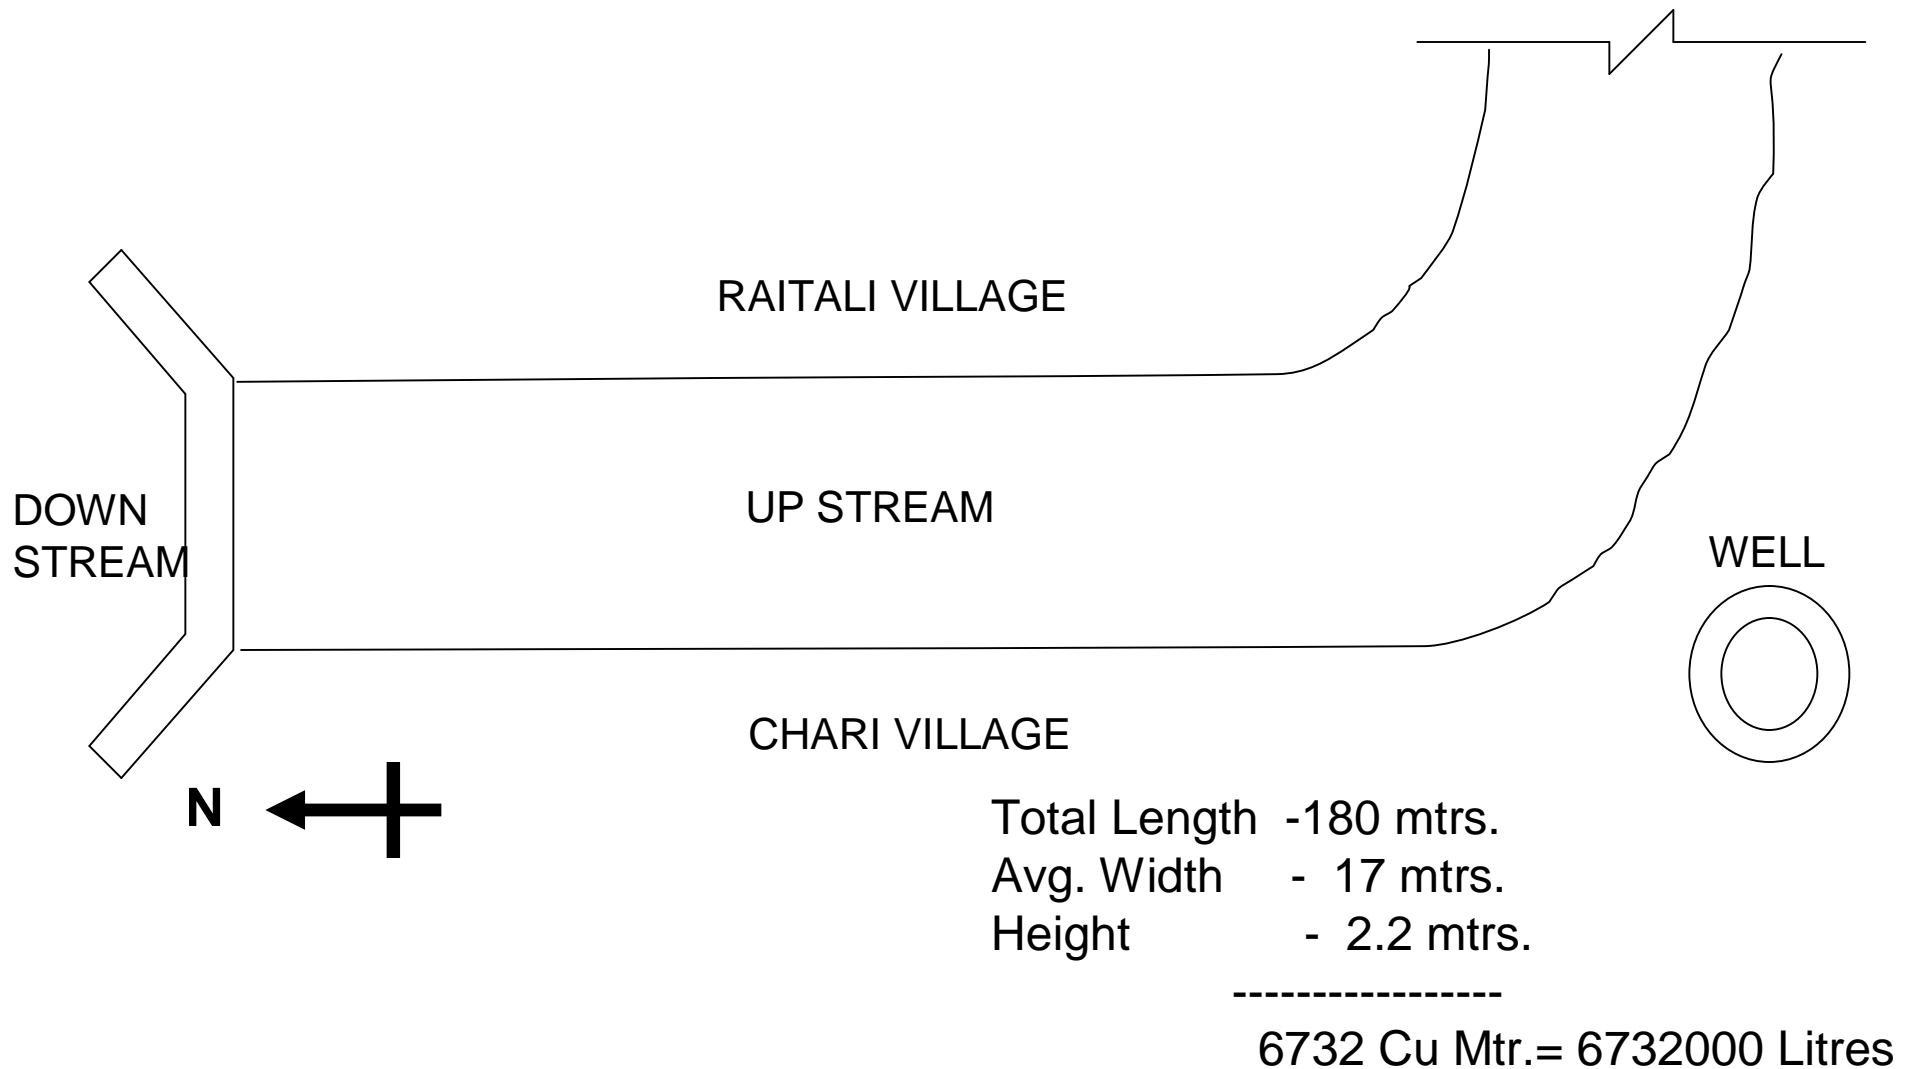 RAITALI VILLAGE
DOWN
STREAM
UP STREAM
WELL
CHARI VILLAGE
N
Total Length -180 mtrs.
Avg. Width - 17 mtrs.
Height - 2.2 mtrs.
-----------------
6732 Cu Mtr.= 6732000 Litres